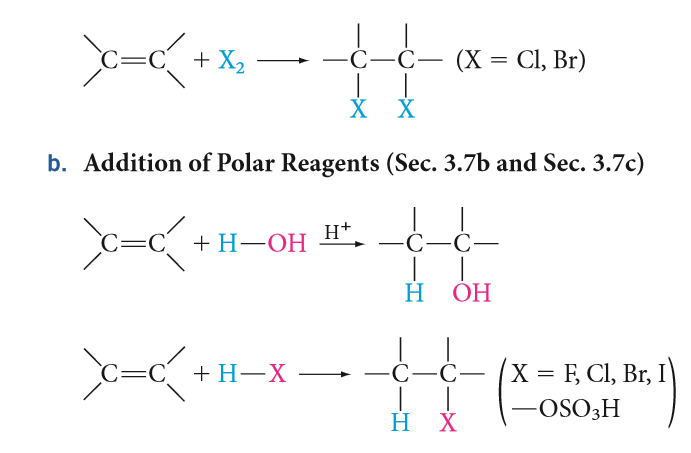 C=C + X₂ ⟶ —C—C— (X = Cl, Br)
X X
b. Addition of Polar Reagents (Sec. 3.7b and Sec. 3.7c)
C=C + H—OH H⁺ ⟶ —C—C—
H OH
C=C + H—X ⟶ —C—C— (X = F, Cl, Br, I
—OSO₃H)
H X